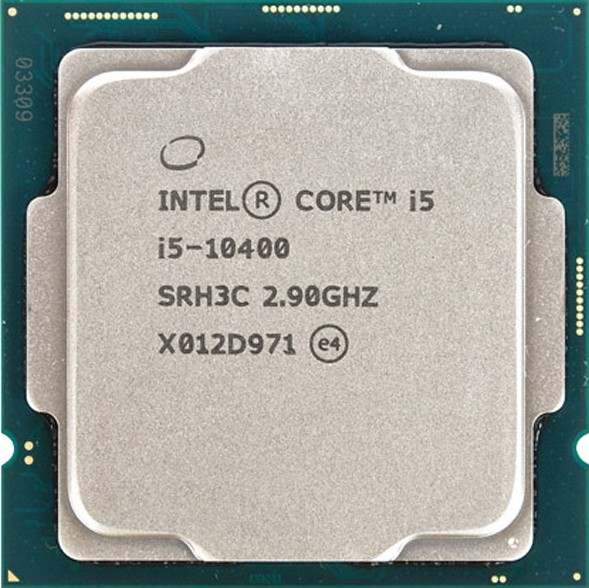 03309
INTEL® CORE™ i5
i5-10400
SRH3C 2.90GHZ
X012D971 e4